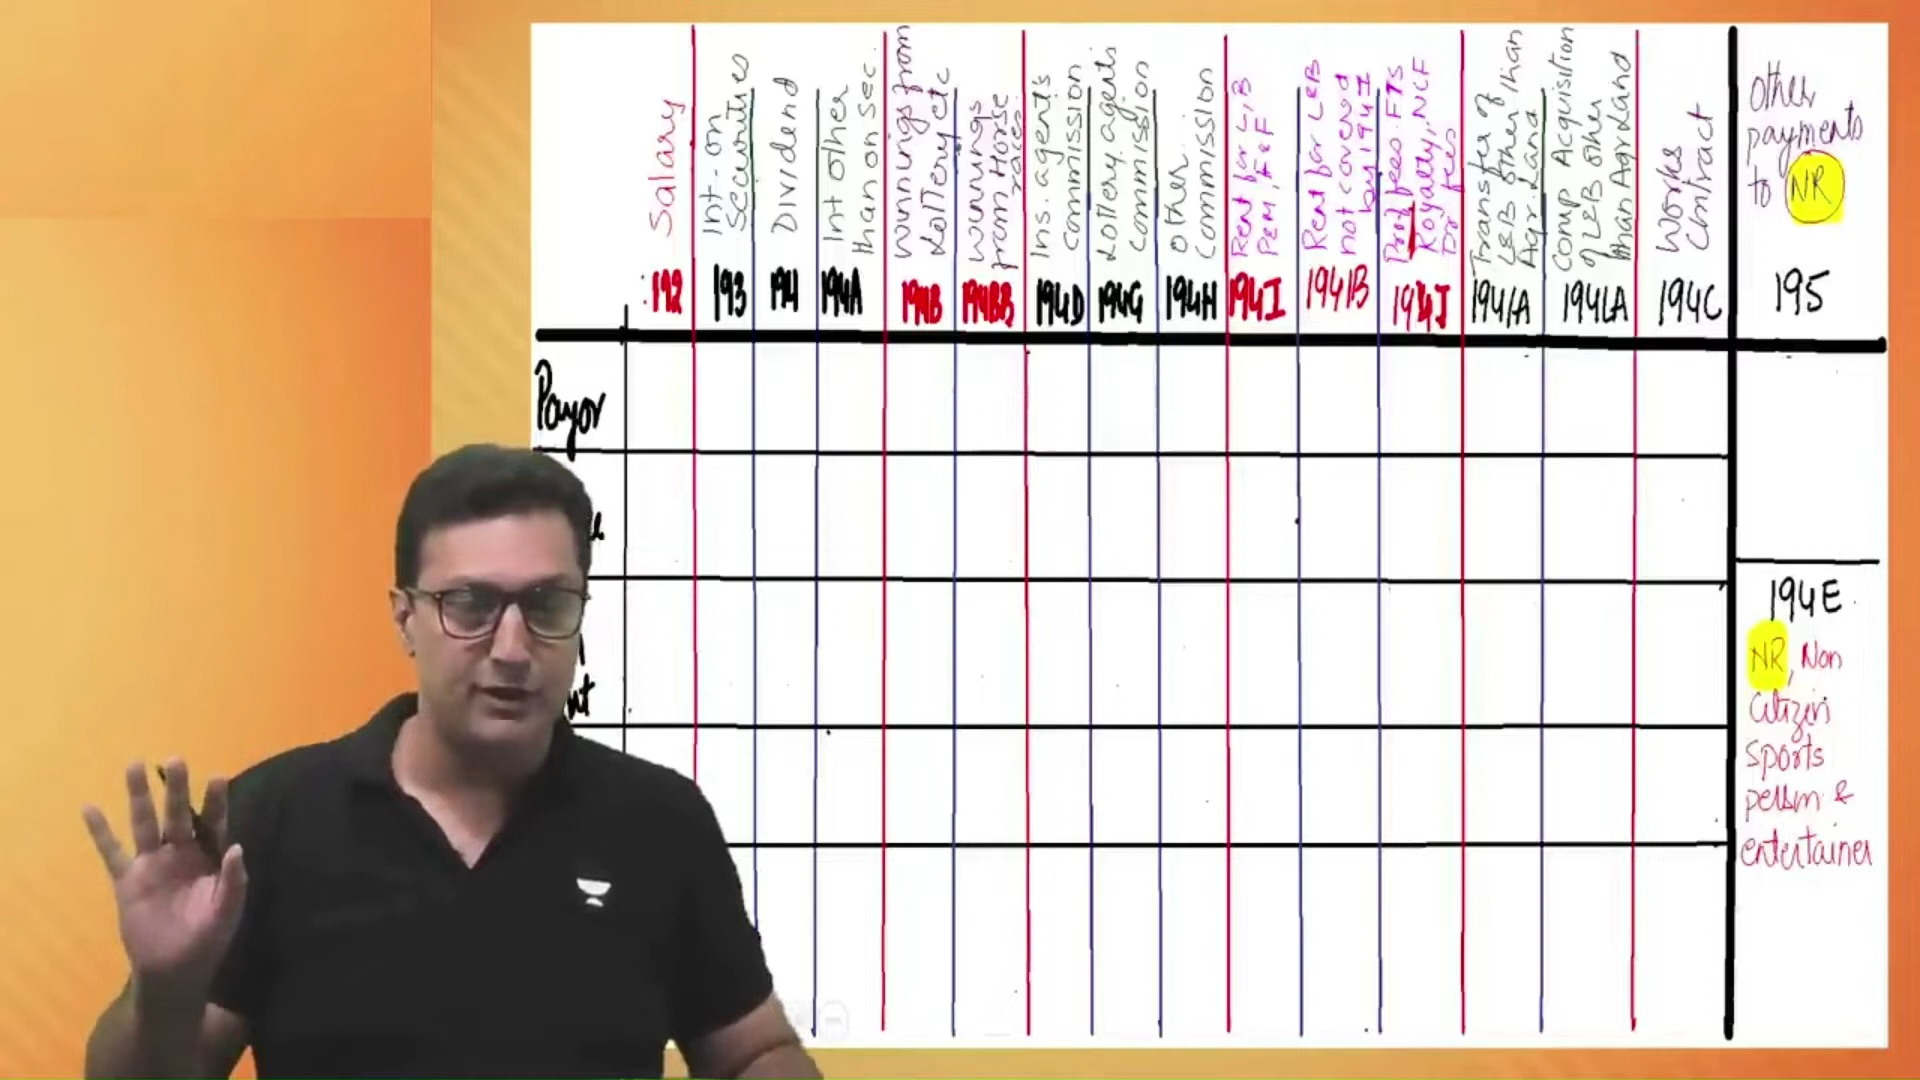 Salary
Int. on
Securities
Dividend
Int other
than on sec.
Winnings from
Lottery etc
Winnings
from Horse
races
Ins. agent's
Commission
Lottery agents
Commission
Other
Commission
Rent for L, B
P&M, F&F
Rent for L&B
not covered
by 194I
Prof fees. FTS
Royalty, NCF
Dr fees
Transfer of
L&B other than
Agr. Land
Comp Acquisition
of L&B other
than Agr Land
Works
Contract
other
payments
to NR
192
193
194
194A
194B
194BB
194D
194G
194H
194I
194IB
194J
194IA
194LA
194C
195
Payor
194E
NR, Non
Citizen
Sports
person &
entertainer